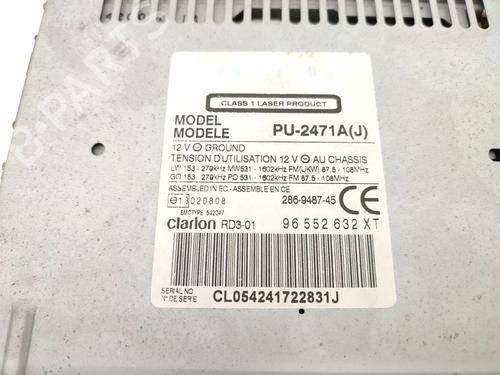 CLASS 1 LASER PRODUCT
MODEL
MODELE PU-2471A(J)
12 V ⊖ GROUND
TENSION D'UTILISATION 12 V ⊖ AU CHASSIS
LW 153 - 279kHz MW531 - 1602kHz FM(UKW) 87.5 - 108MHz
GO 153 - 279kHz PO 531 - 1602kHz FM 87.5 - 108MHz
ASSEMBLED IN EC - ASSEMBLE EN CE
020808 286-9487-45 CE
EMCTYPE 542047
Clarion RD3-01 96 552 632 XT
SERIAL NO
N° DE SERIE CL054241722831J
B-PARTS